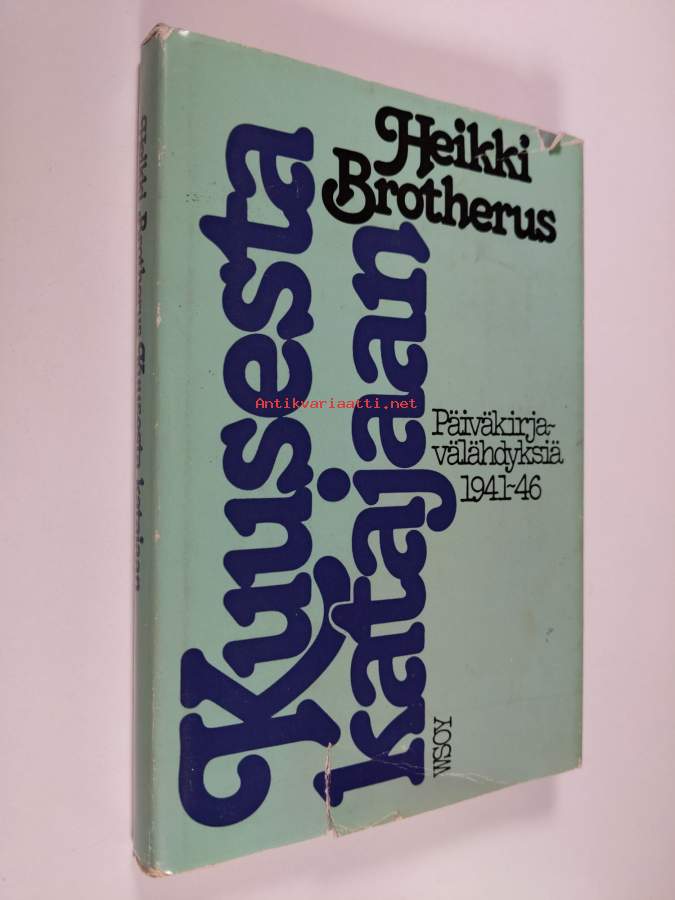 Heikki
Brotherus
Kuusesta
katajaan
Päiväkirja-
välähdyksiä
1941-46
WSOY
Heikki Brotherus Kuusesta katajaan
Antikvariaatti.net